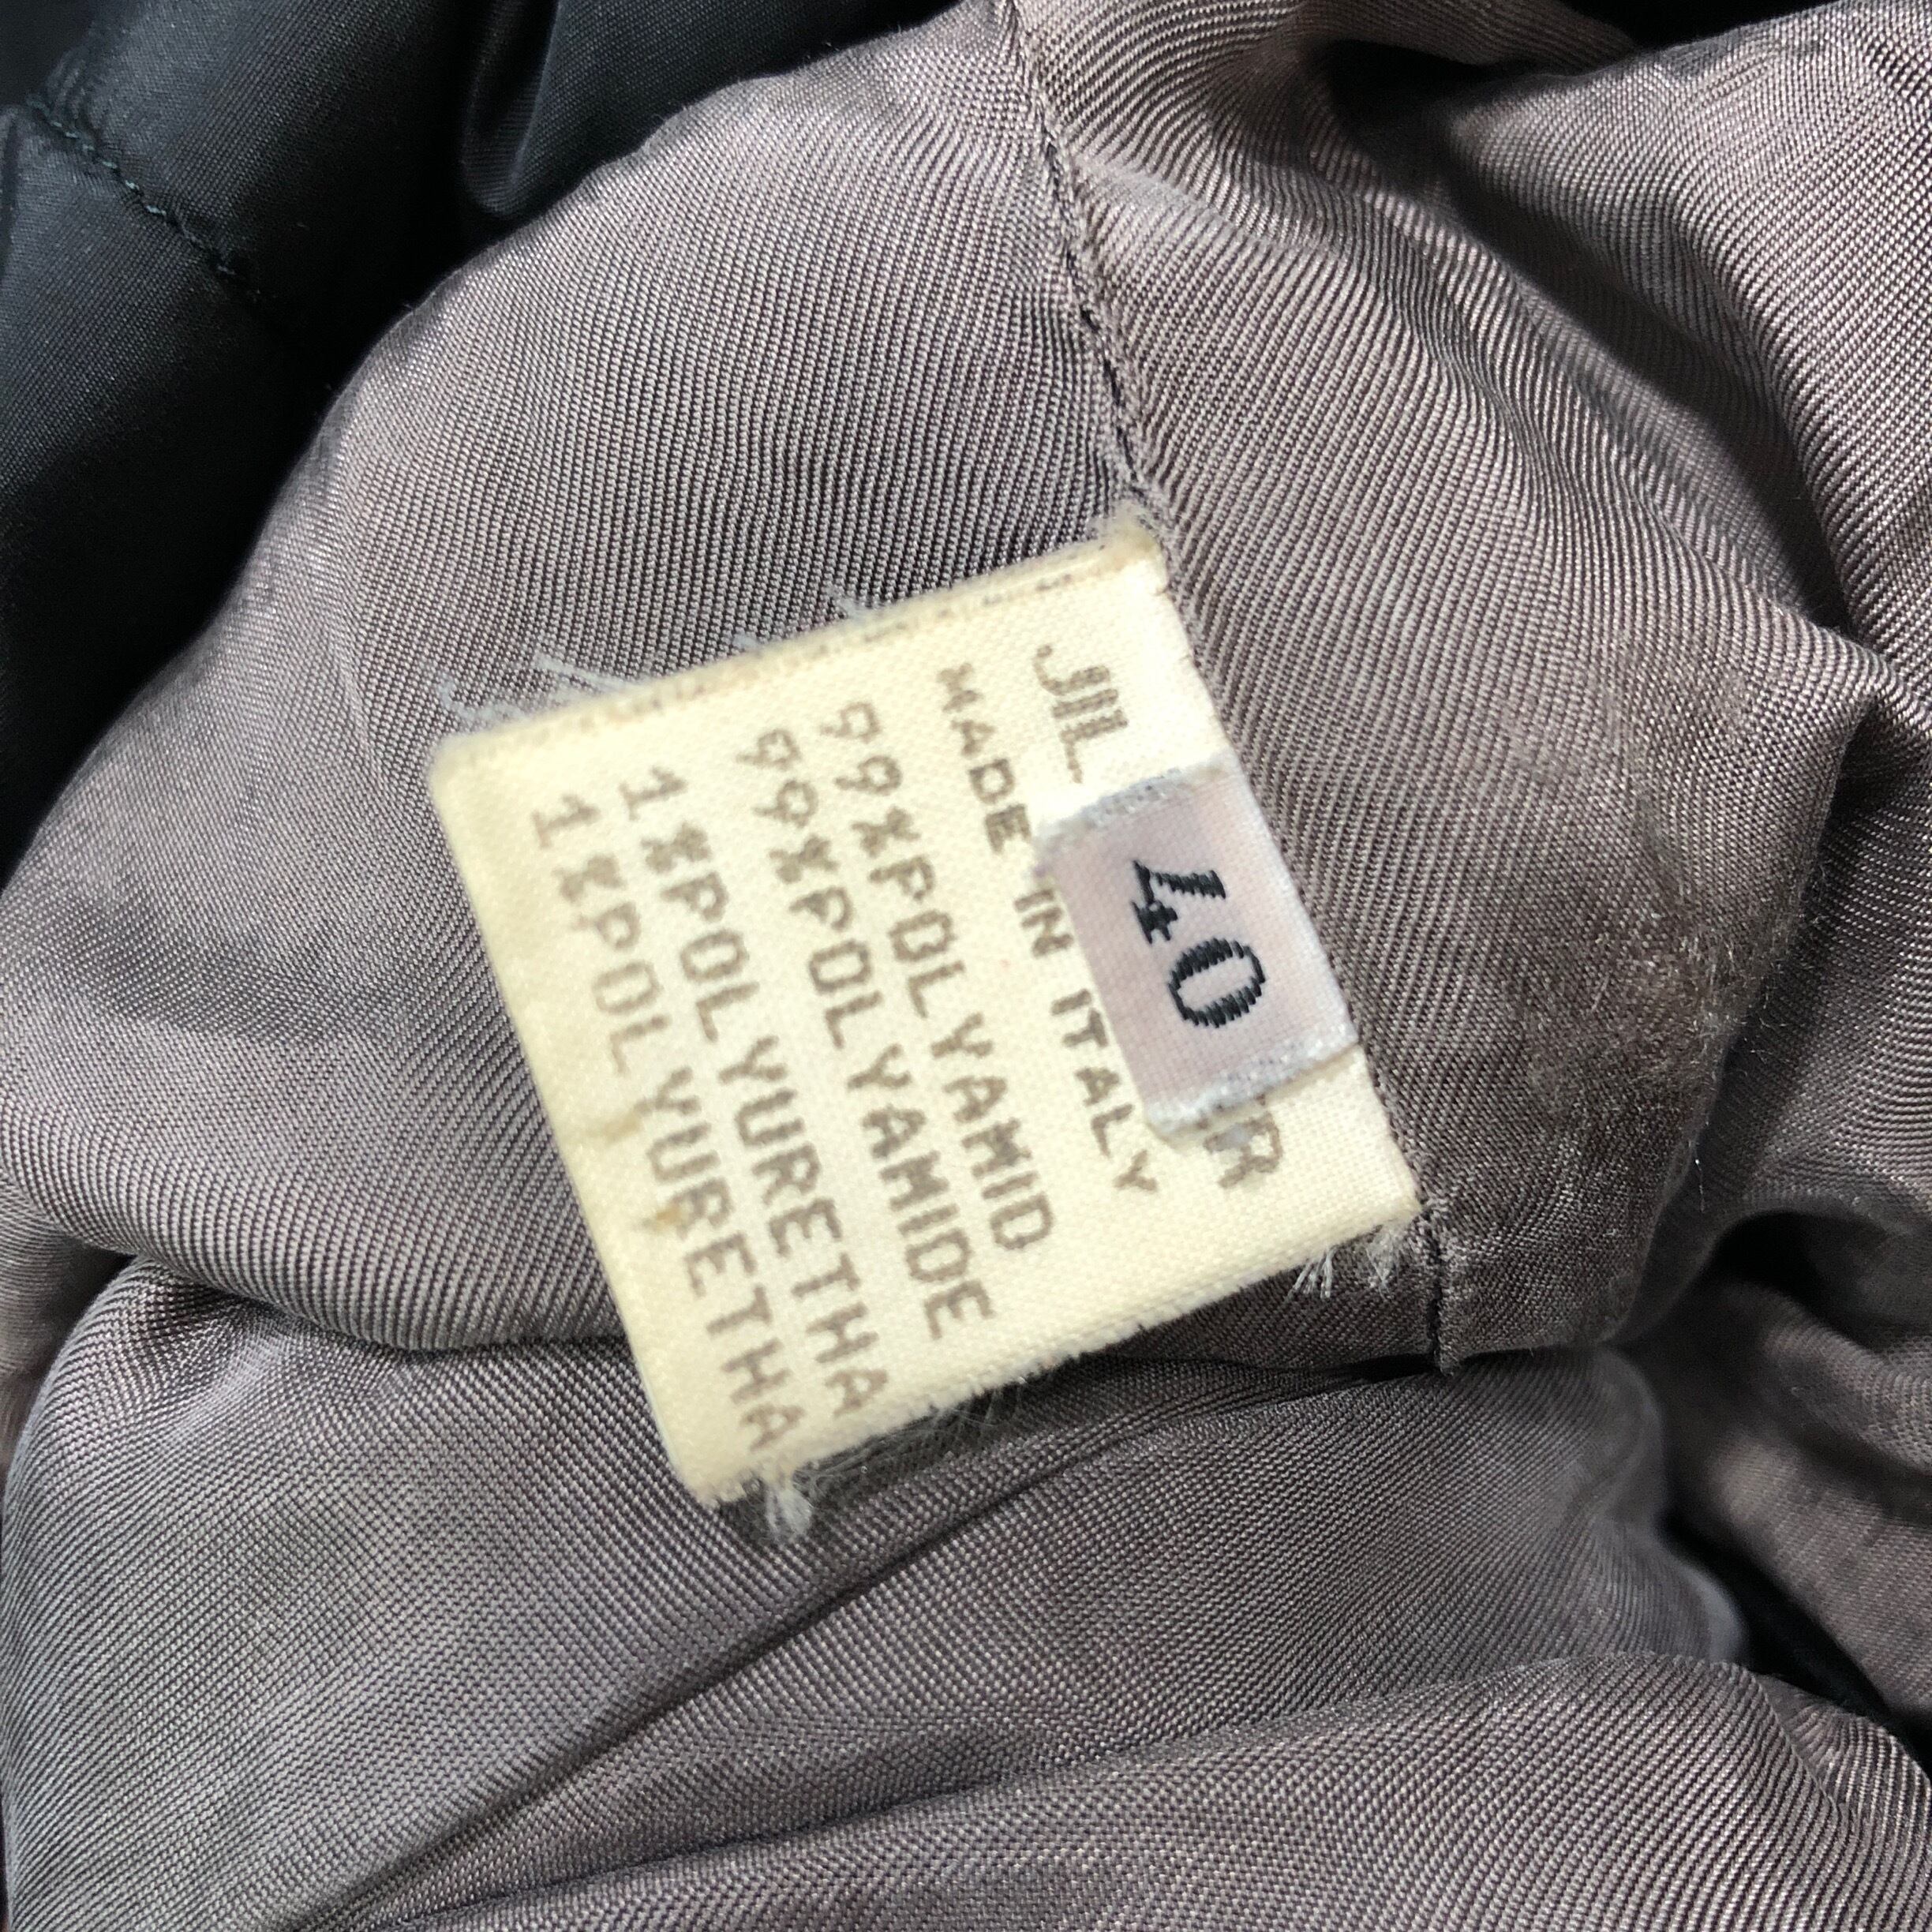 JIL
40
MADE IN ITALY
99%POLYAMID
99%POLYAMIDE
1%POLYURETHA
1%POLYURETHA